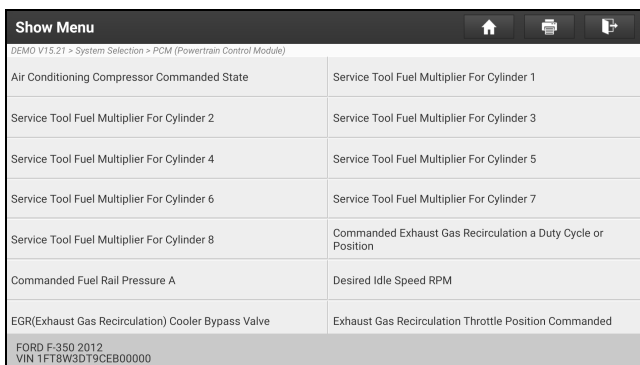 Show Menu
DEMO V15.21 > System Selection > PCM (Powertrain Control Module)
Air Conditioning Compressor Commanded State
Service Tool Fuel Multiplier For Cylinder 1
Service Tool Fuel Multiplier For Cylinder 2
Service Tool Fuel Multiplier For Cylinder 3
Service Tool Fuel Multiplier For Cylinder 4
Service Tool Fuel Multiplier For Cylinder 5
Service Tool Fuel Multiplier For Cylinder 6
Service Tool Fuel Multiplier For Cylinder 7
Service Tool Fuel Multiplier For Cylinder 8
Commanded Exhaust Gas Recirculation a Duty Cycle or
Position
Commanded Fuel Rail Pressure A
Desired Idle Speed RPM
EGR(Exhaust Gas Recirculation) Cooler Bypass Valve
Exhaust Gas Recirculation Throttle Position Commanded
FORD F-350 2012
VIN 1FT8W3DT9CEB00000